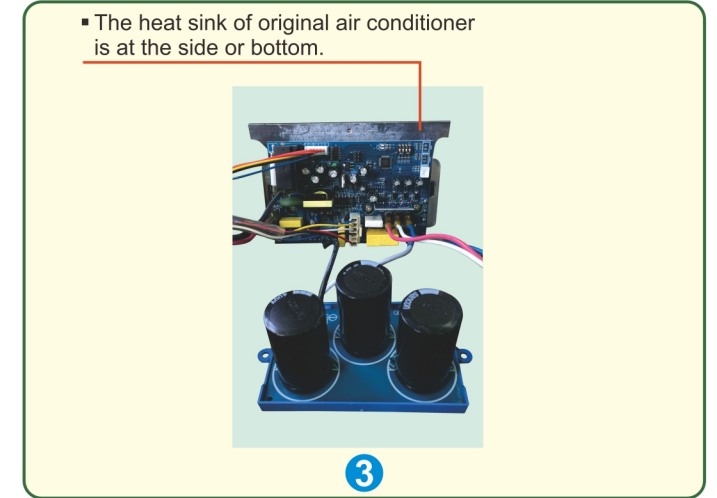 ▪ The heat sink of original air conditioner
is at the side or bottom.
3